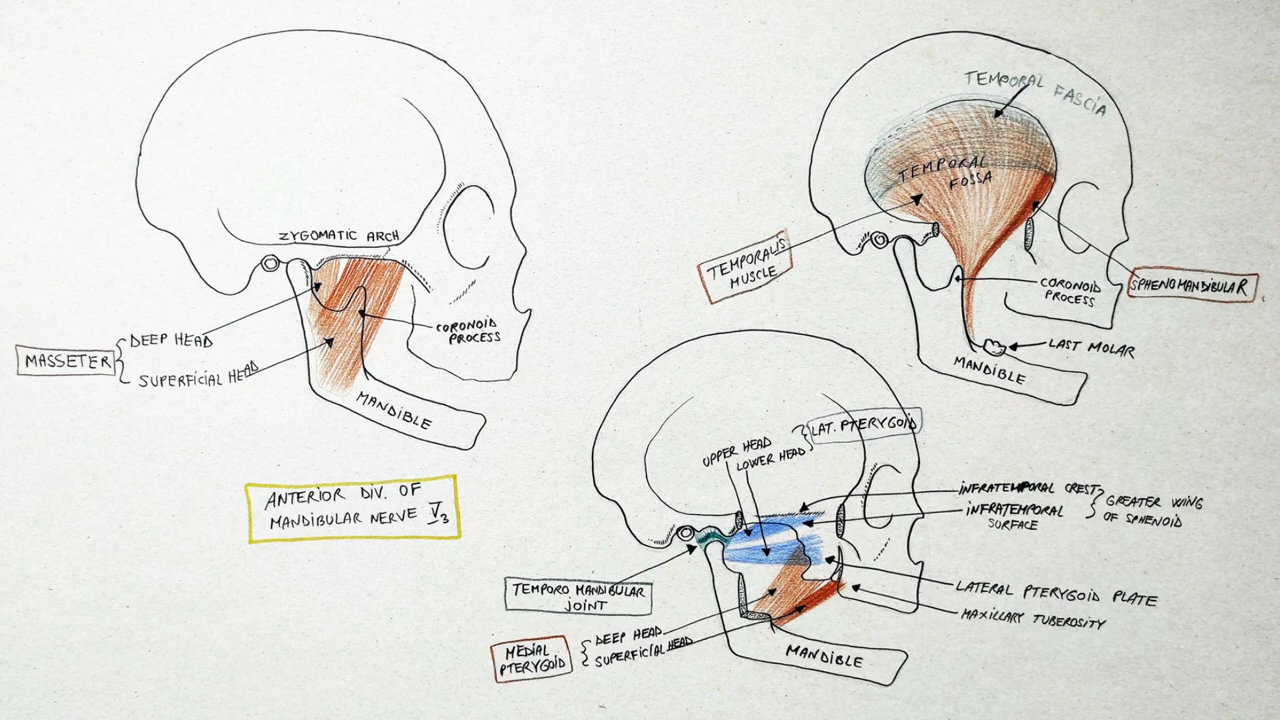 ZYGOMATIC ARCH
DEEP HEAD
MASSETER
SUPERFICIAL HEAD
CORONOID
PROCESS
MANDIBLE
ANTERIOR DIV. OF
MANDIBULAR NERVE V3
TEMPORAL FASCIA
TEMPORAL
FOSSA
TEMPORALIS
MUSCLE
SPHENOMANDIBULAR
CORONOID
PROCESS
LAST MOLAR
MANDIBLE
LAT. PTERYGOID
UPPER HEAD
LOWER HEAD
INFRATEMPORAL CREST
INFRATEMPORAL
SURFACE
GREATER WING
OF SPHENOID
TEMPORO MANDIBULAR
JOINT
LATERAL PTERYGOID PLATE
MAXILLARY TUBEROSITY
MEDIAL
PTERYGOID
DEEP HEAD
SUPERFICIAL HEAD
MANDIBLE